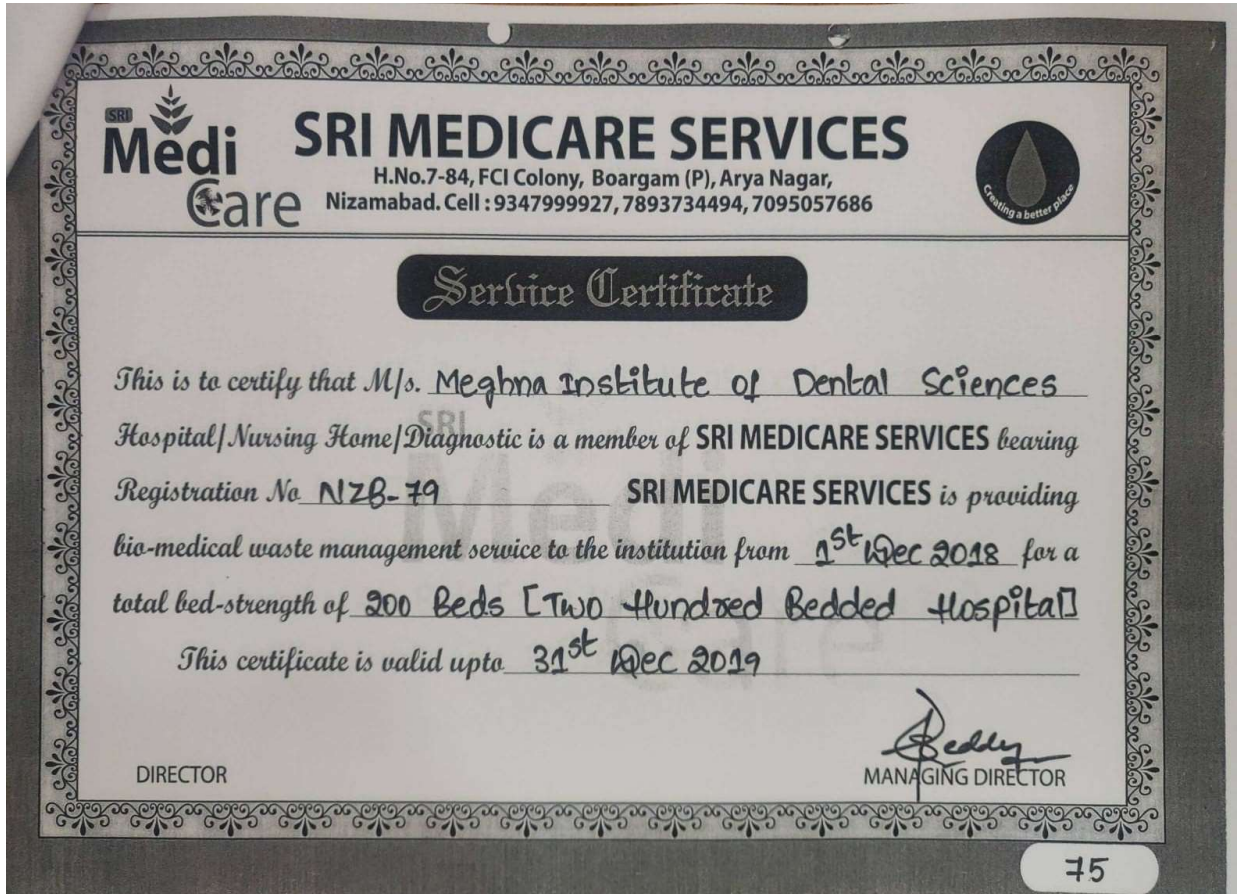 SRI
Medi
Care
SRI MEDICARE SERVICES
H.No.7-84, FCI Colony, Boargam (P), Arya Nagar,
Nizamabad. Cell : 9347999927, 7893734494, 7095057686
Creating a better place
Service Certificate
This is to certify that M/s. Meghna Institute of Dental Sciences
Hospital/Nursing Home/Diagnostic is a member of SRI MEDICARE SERVICES bearing
Registration No NZB-79 SRI MEDICARE SERVICES is providing
bio-medical waste management service to the institution from 1st Dec 2018 for a
total bed-strength of 200 Beds [Two Hundred Bedded Hospital]
This certificate is valid upto 31st Dec 2019
Reddy
DIRECTOR
MANAGING DIRECTOR
75